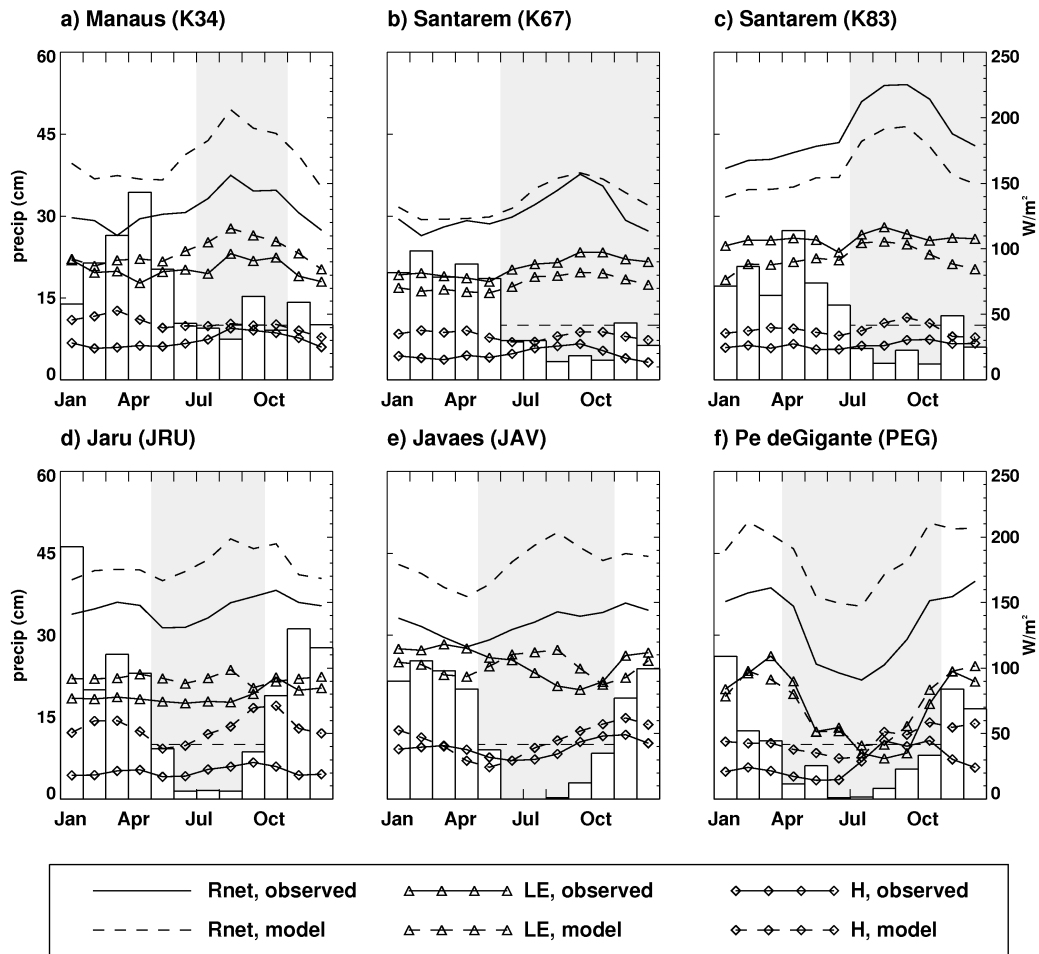 a) Manaus (K34)
b) Santarem (K67)
c) Santarem (K83)
60
45
30
15
0
precip (cm)
250
200
150
100
50
0
W/m²
Jan Apr Jul Oct
Jan Apr Jul Oct
Jan Apr Jul Oct
d) Jaru (JRU)
e) Javaes (JAV)
f) Pe deGigante (PEG)
60
45
30
15
0
precip (cm)
250
200
150
100
50
0
W/m²
Jan Apr Jul Oct
Jan Apr Jul Oct
Jan Apr Jul Oct
Rnet, observed
LE, observed
H, observed
Rnet, model
LE, model
H, model